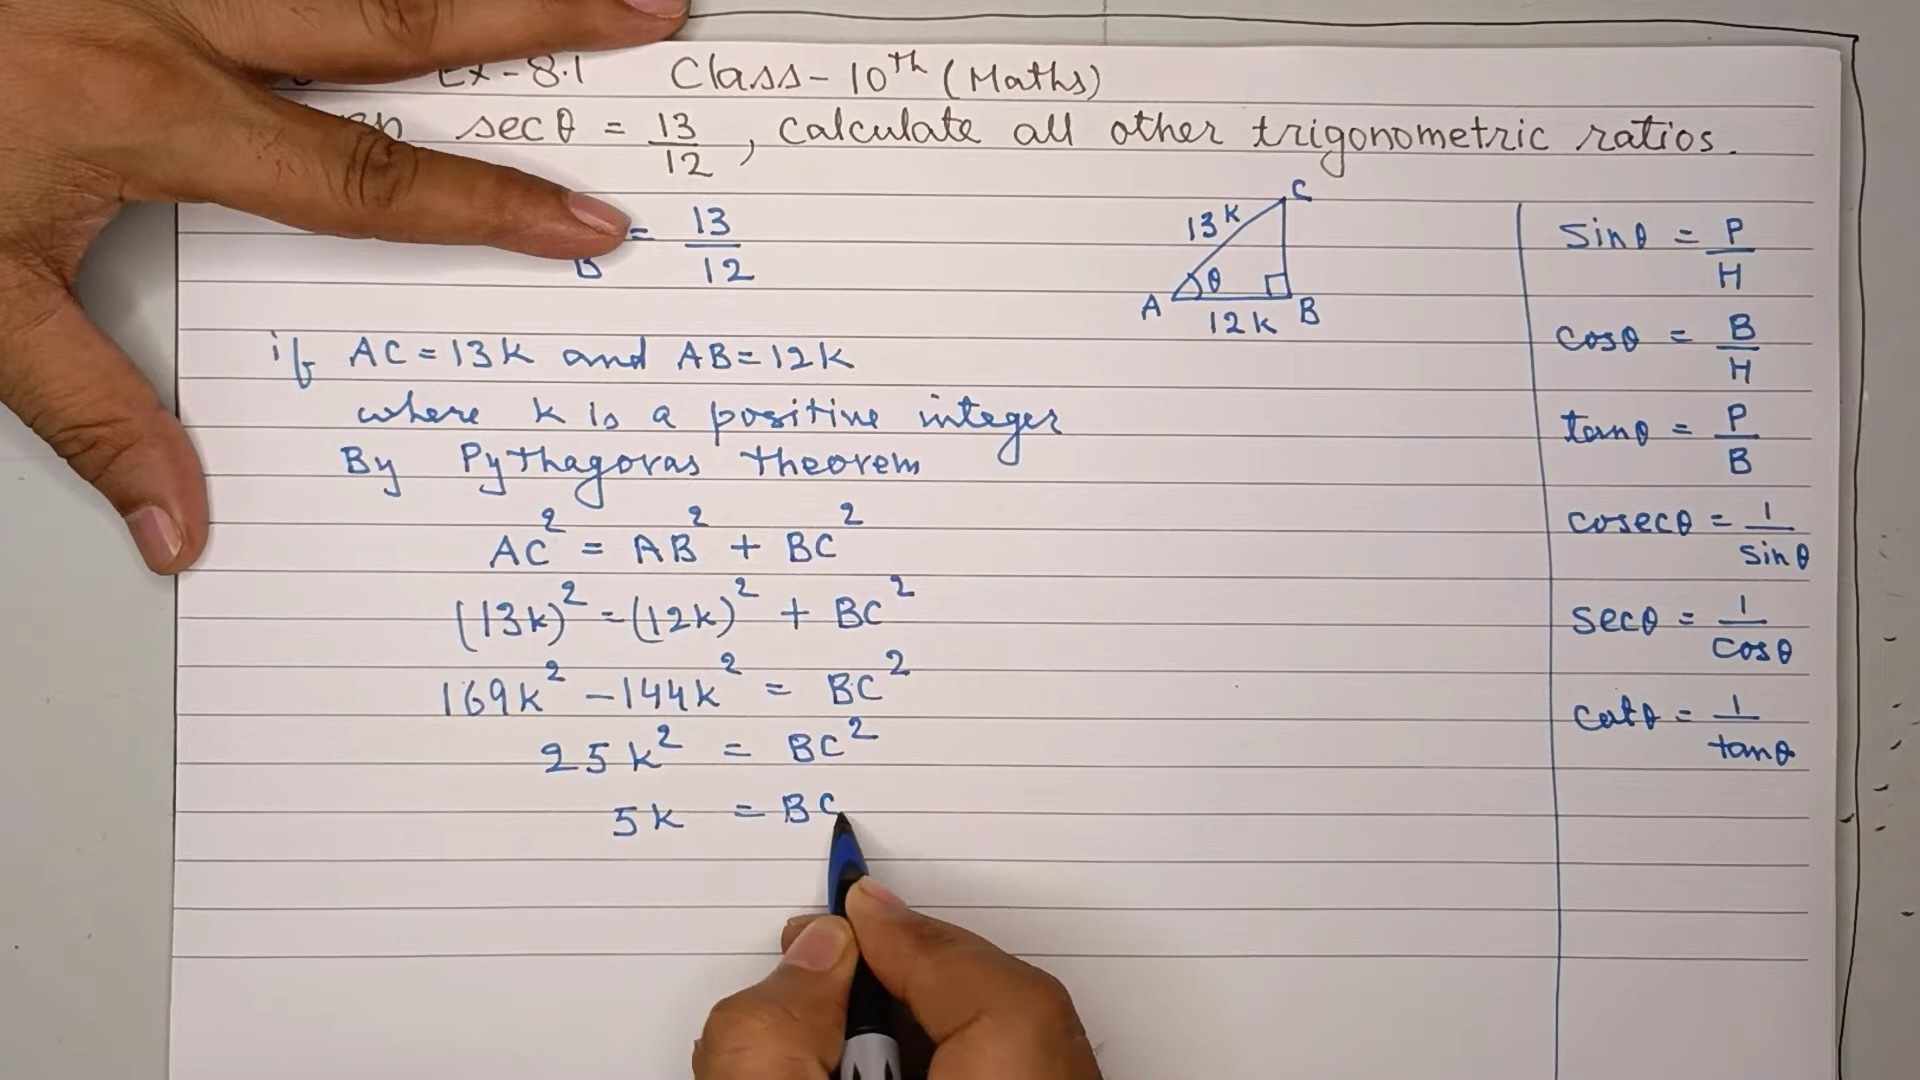 Ex-8.1 Class-10th (Maths)
secθ = 13/12, calculate all other trigonometric ratios.
= 13/12
C
13k
θ
A
12k
B
if AC=13k and AB=12k
where k is a positive integer
By Pythagoras theorem
AC² = AB² + BC²
(13k)² = (12k)² + BC²
169k² - 144k² = BC²
25k² = BC²
5k = BC
Sinθ = P/H
cosθ = B/H
tanθ = P/B
cosecθ = 1/sinθ
secθ = 1/cosθ
cotθ = 1/tanθ